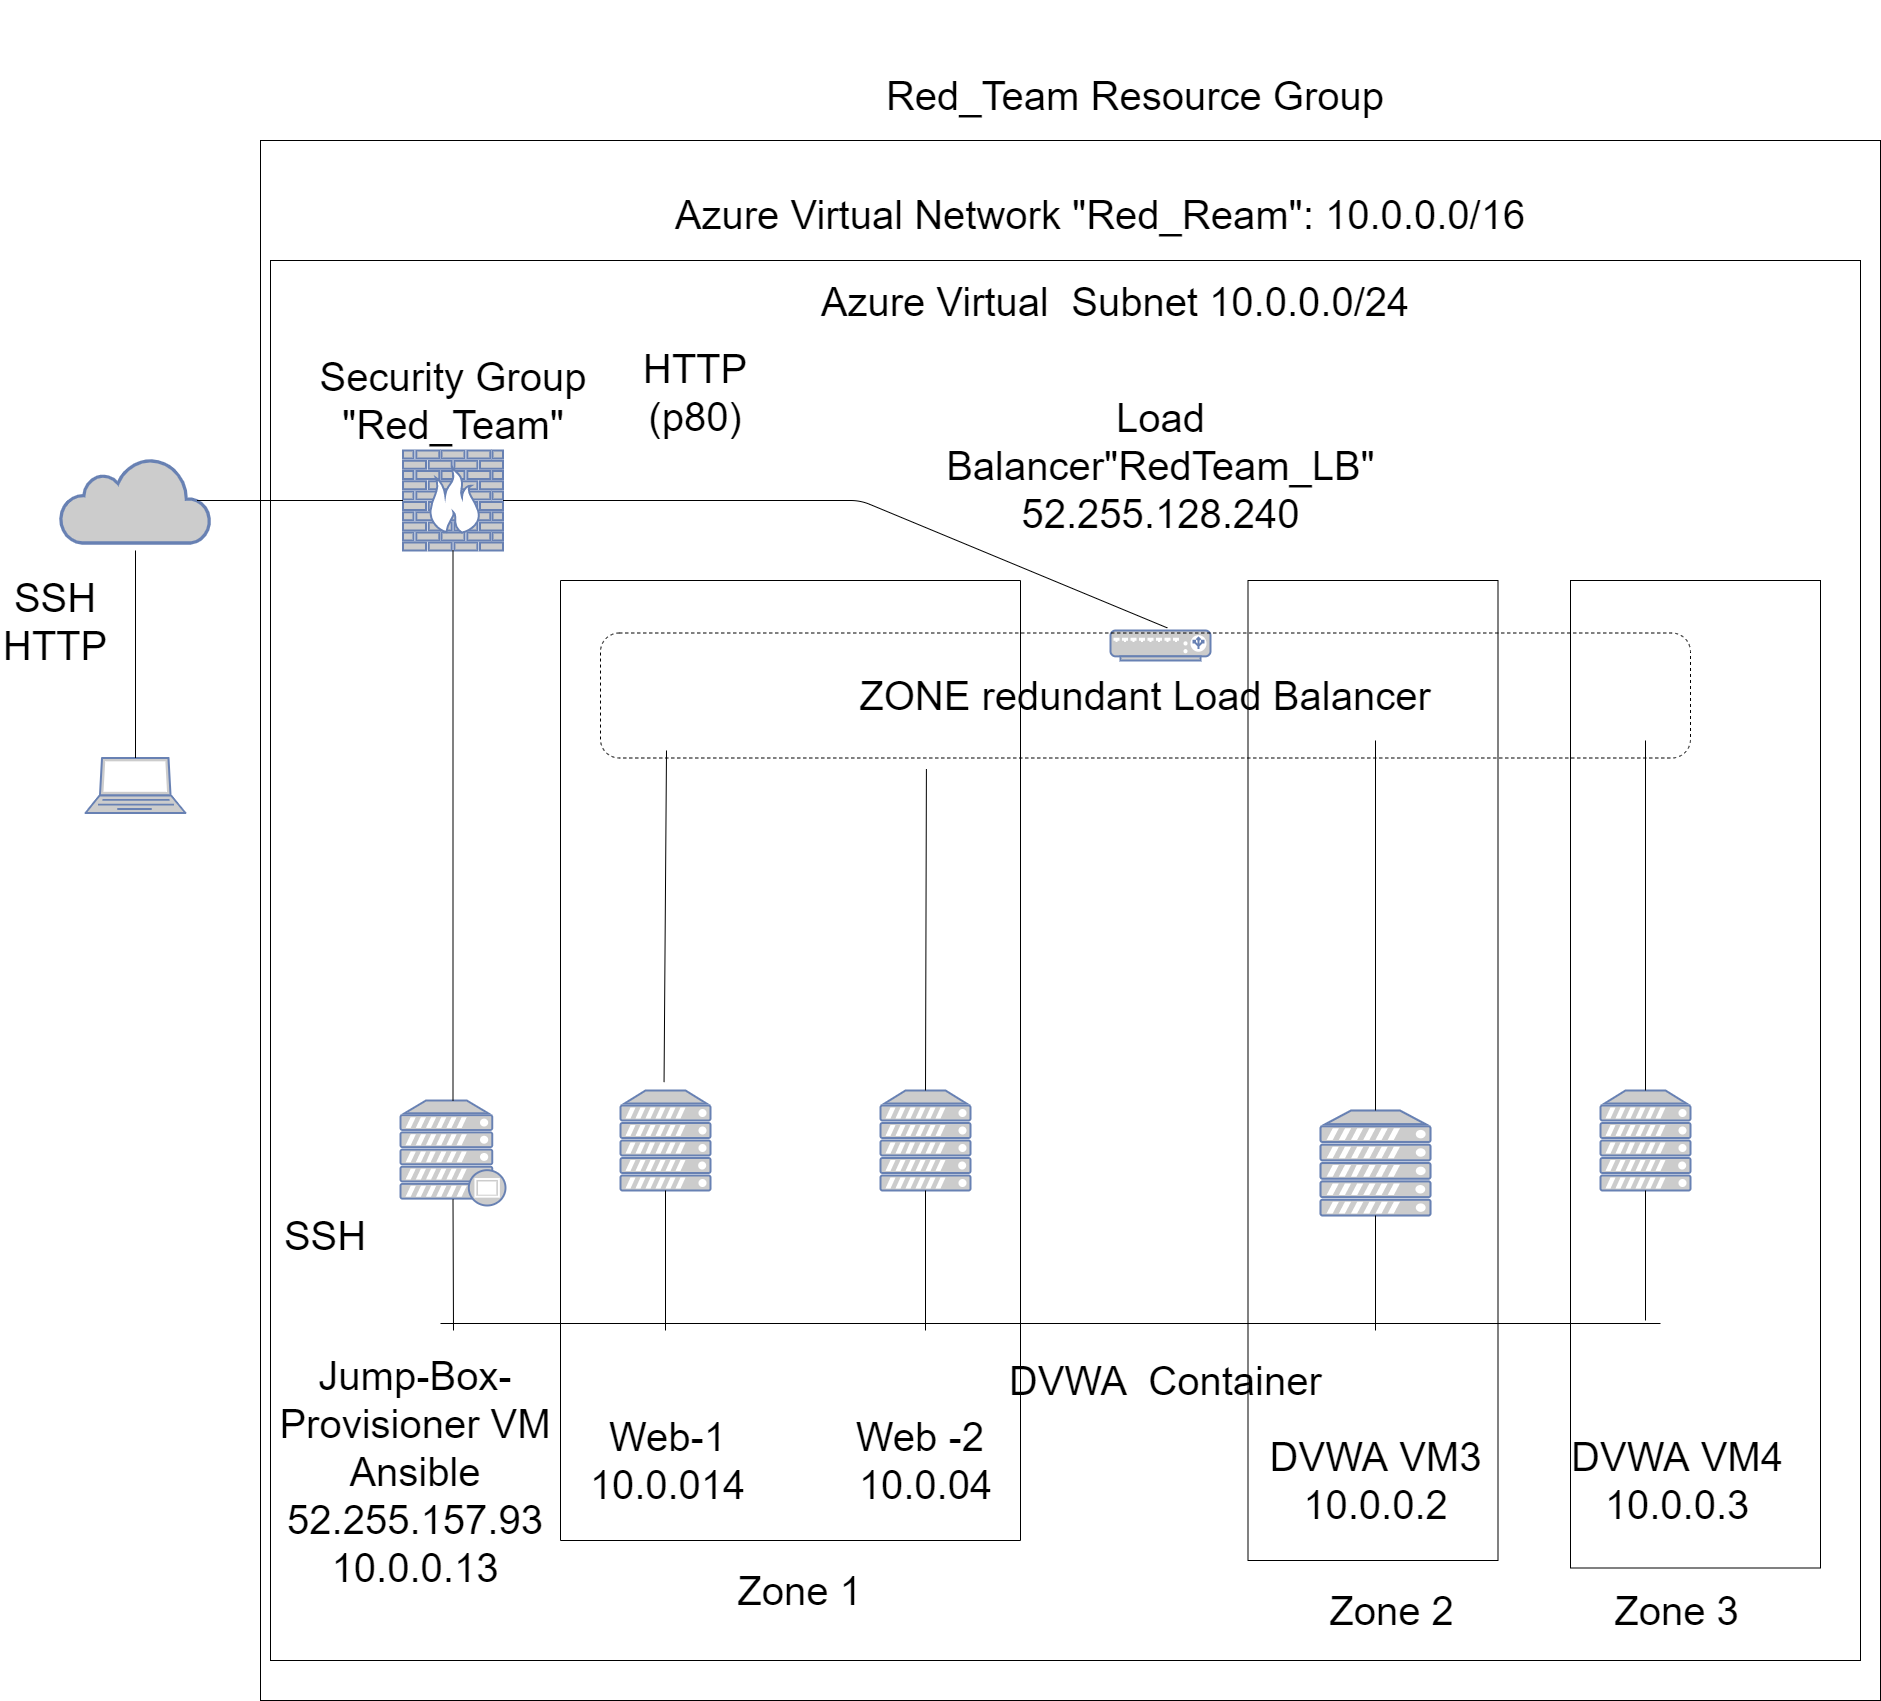 Red_Team Resource Group
Azure Virtual Network "Red_Ream": 10.0.0.0/16
Azure Virtual  Subnet 10.0.0.0/24
Security Group
"Red_Team"
HTTP
(p80)
Load
Balancer"RedTeam_LB"
52.255.128.240
SSH
HTTP
ZONE redundant Load Balancer
SSH
Jump-Box-
Provisioner VM
Ansible
52.255.157.93
10.0.0.13
DVWA  Container
Web-1
10.0.014
Web -2
10.0.04
DVWA VM3
10.0.0.2
DVWA VM4
10.0.0.3
Zone 1
Zone 2
Zone 3